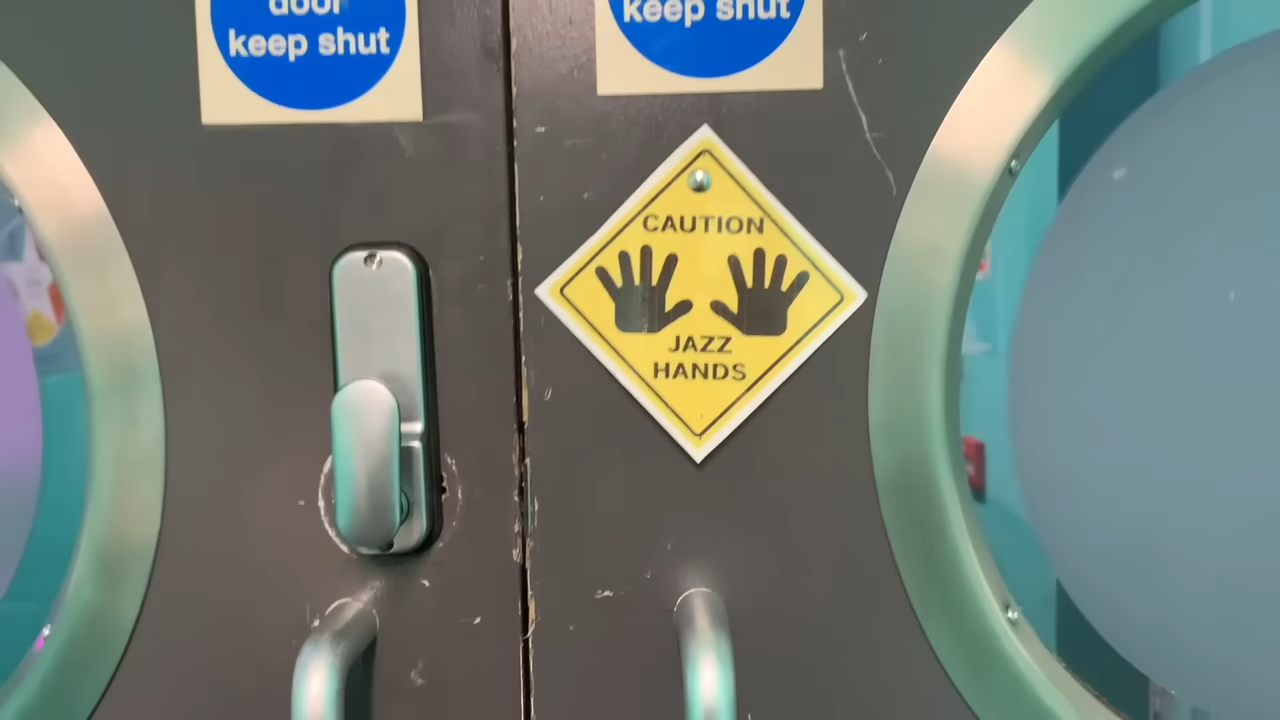 door
keep shut
keep shut
CAUTION
JAZZ
HANDS